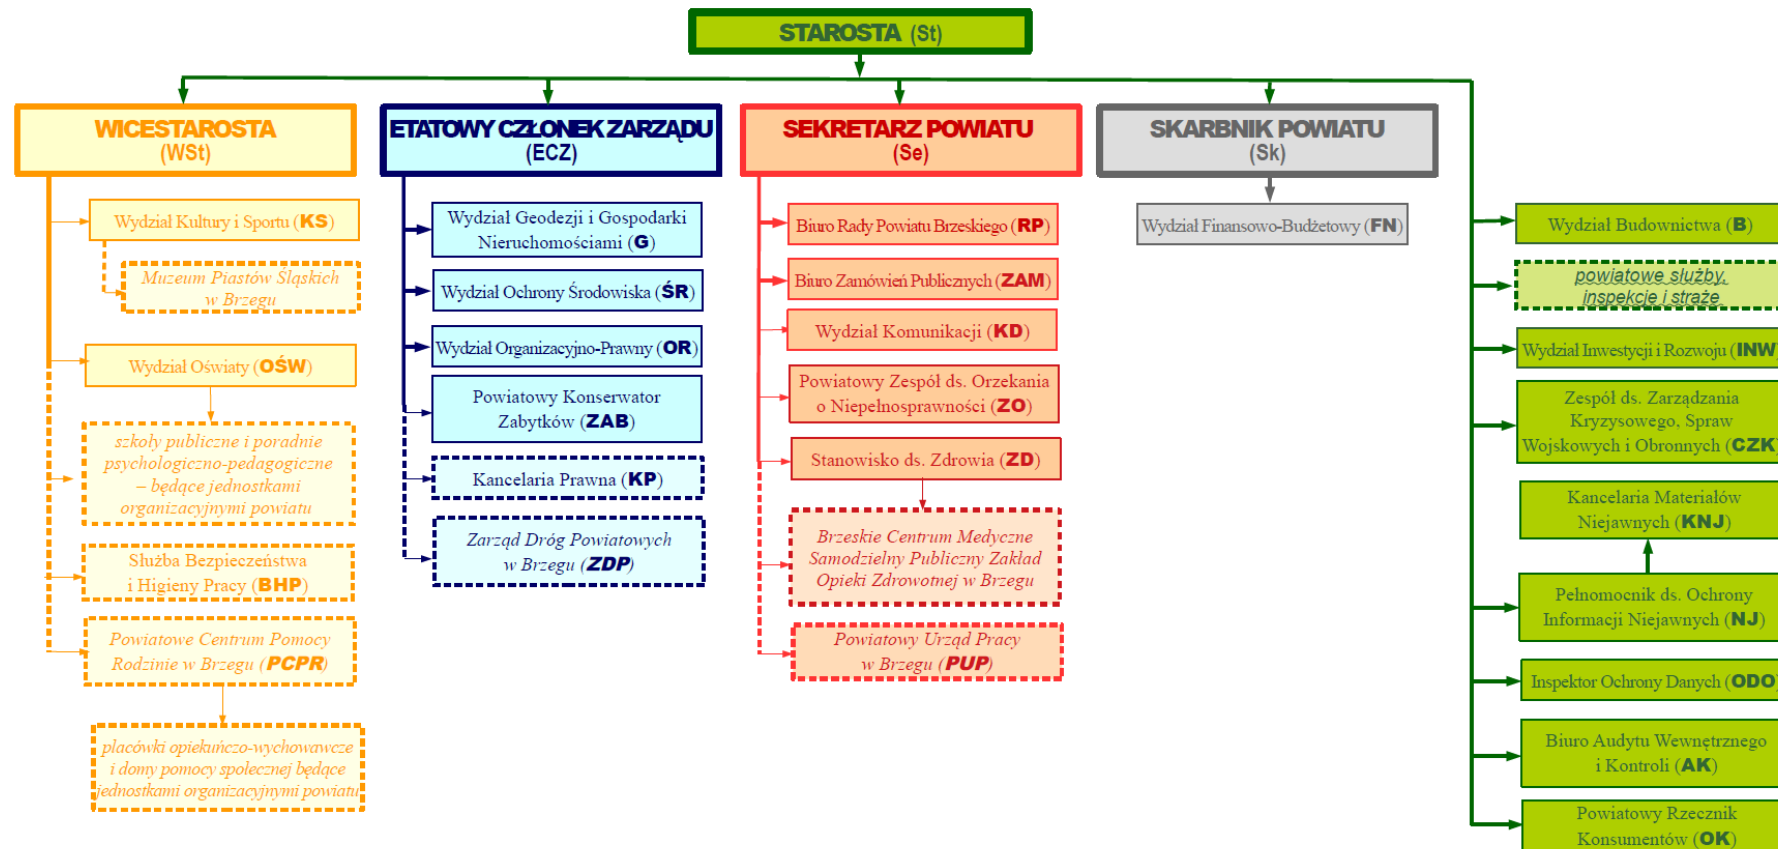 STAROSTA (St)
WICESTAROSTA
(WSt)
Wydział Kultury i Sportu (KS)
Muzeum Piastów Śląskich
w Brzegu
Wydział Oświaty (OŚW)
szkoły publiczne i poradnie
psychologiczno-pedagogiczne
– będące jednostkami
organizacyjnymi powiatu
Służba Bezpieczeństwa
i Higieny Pracy (BHP)
Powiatowe Centrum Pomocy
Rodzinie w Brzegu (PCPR)
placówki opiekuńczo-wychowawcze
i domy pomocy społecznej będące
jednostkami organizacyjnymi powiatu
ETATOWY CZŁONEK ZARZĄDU
(ECZ)
Wydział Geodezji i Gospodarki
Nieruchomościami (G)
Wydział Ochrony Środowiska (ŚR)
Wydział Organizacyjno-Prawny (OR)
Powiatowy Konserwator
Zabytków (ZAB)
Kancelaria Prawna (KP)
Zarząd Dróg Powiatowych
w Brzegu (ZDP)
SEKRETARZ POWIATU
(Se)
Biuro Rady Powiatu Brzeskiego (RP)
Biuro Zamówień Publicznych (ZAM)
Wydział Komunikacji (KD)
Powiatowy Zespół ds. Orzekania
o Niepełnosprawności (ZO)
Stanowisko ds. Zdrowia (ZD)
Brzeskie Centrum Medyczne
Samodzielny Publiczny Zakład
Opieki Zdrowotnej w Brzegu
Powiatowy Urząd Pracy
w Brzegu (PUP)
SKARBNIK POWIATU
(Sk)
Wydział Finansowo-Budżetowy (FN)
Wydział Budownictwa (B)
powiatowe służby,
inspekcje i straże
Wydział Inwestycji i Rozwoju (INW)
Zespół ds. Zarządzania
Kryzysowego, Spraw
Wojskowych i Obronnych (CZK)
Kancelaria Materiałów
Niejawnych (KNJ)
Pełnomocnik ds. Ochrony
Informacji Niejawnych (NJ)
Inspektor Ochrony Danych (ODO)
Biuro Audytu Wewnętrznego
i Kontroli (AK)
Powiatowy Rzecznik
Konsumentów (OK)